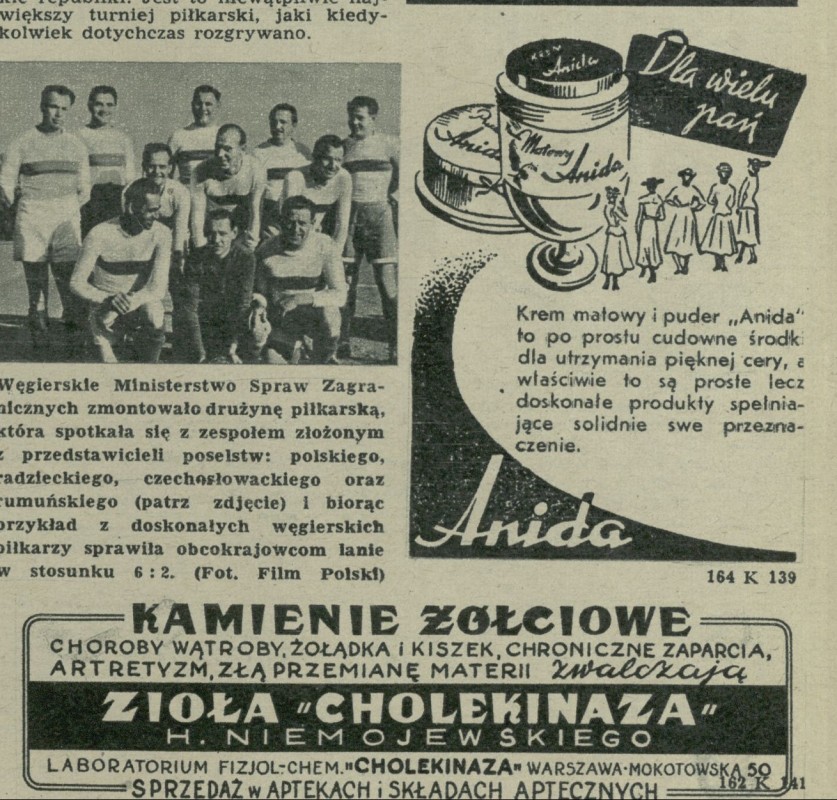 większy turniej piłkarski, jaki kiedy-
kolwiek dotychczas rozgrywano.
Węgierskie Ministerstwo Spraw Zagra-
nicznych zmontowało drużynę piłkarską,
która spotkała się z zespołem złożonym
z przedstawicieli poselstw: polskiego,
radzieckiego, czechosłowackiego oraz
rumuńskiego (patrz zdjęcie) i biorąc
przykład z doskonałych węgierskich
piłkarzy sprawiła obcokrajowcom lanie
w stosunku 6:2. (Fot. Film Polski)
Dla wielu
pań
KREM
Anida
Anida
Matowy
Anida
Krem matowy i puder „Anida"
to po prostu cudowne środki
dla utrzymania pięknej cery, a
właściwie to są proste lecz
doskonałe produkty spełnia-
jące solidnie swe przezna-
czenie.
Anida
164 K 139
KAMIENIE ŻÓŁCIOWE
CHOROBY WĄTROBY, ŻOŁĄDKA i KISZEK, CHRONICZNE ZAPARCIA,
ARTRETYZM, ZŁĄ PRZEMIANĘ MATERII zwalczają
ZIOŁA "CHOLEKINAZA"
H. NIEMOJEWSKIEGO
LABORATORIUM FIZJOL-CHEM. "CHOLEKINAZA" WARSZAWA-MOKOTOWSKA 50
SPRZEDAŻ w APTEKACH i SKŁADACH APTECZNYCH
162 K 141